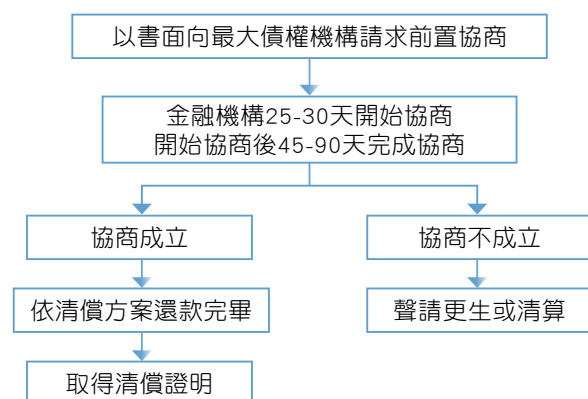 以書面向最大債權機構請求前置協商
金融機構25-30天開始協商
開始協商後45-90天完成協商
協商成立
協商不成立
依清償方案還款完畢
聲請更生或清算
取得清償證明